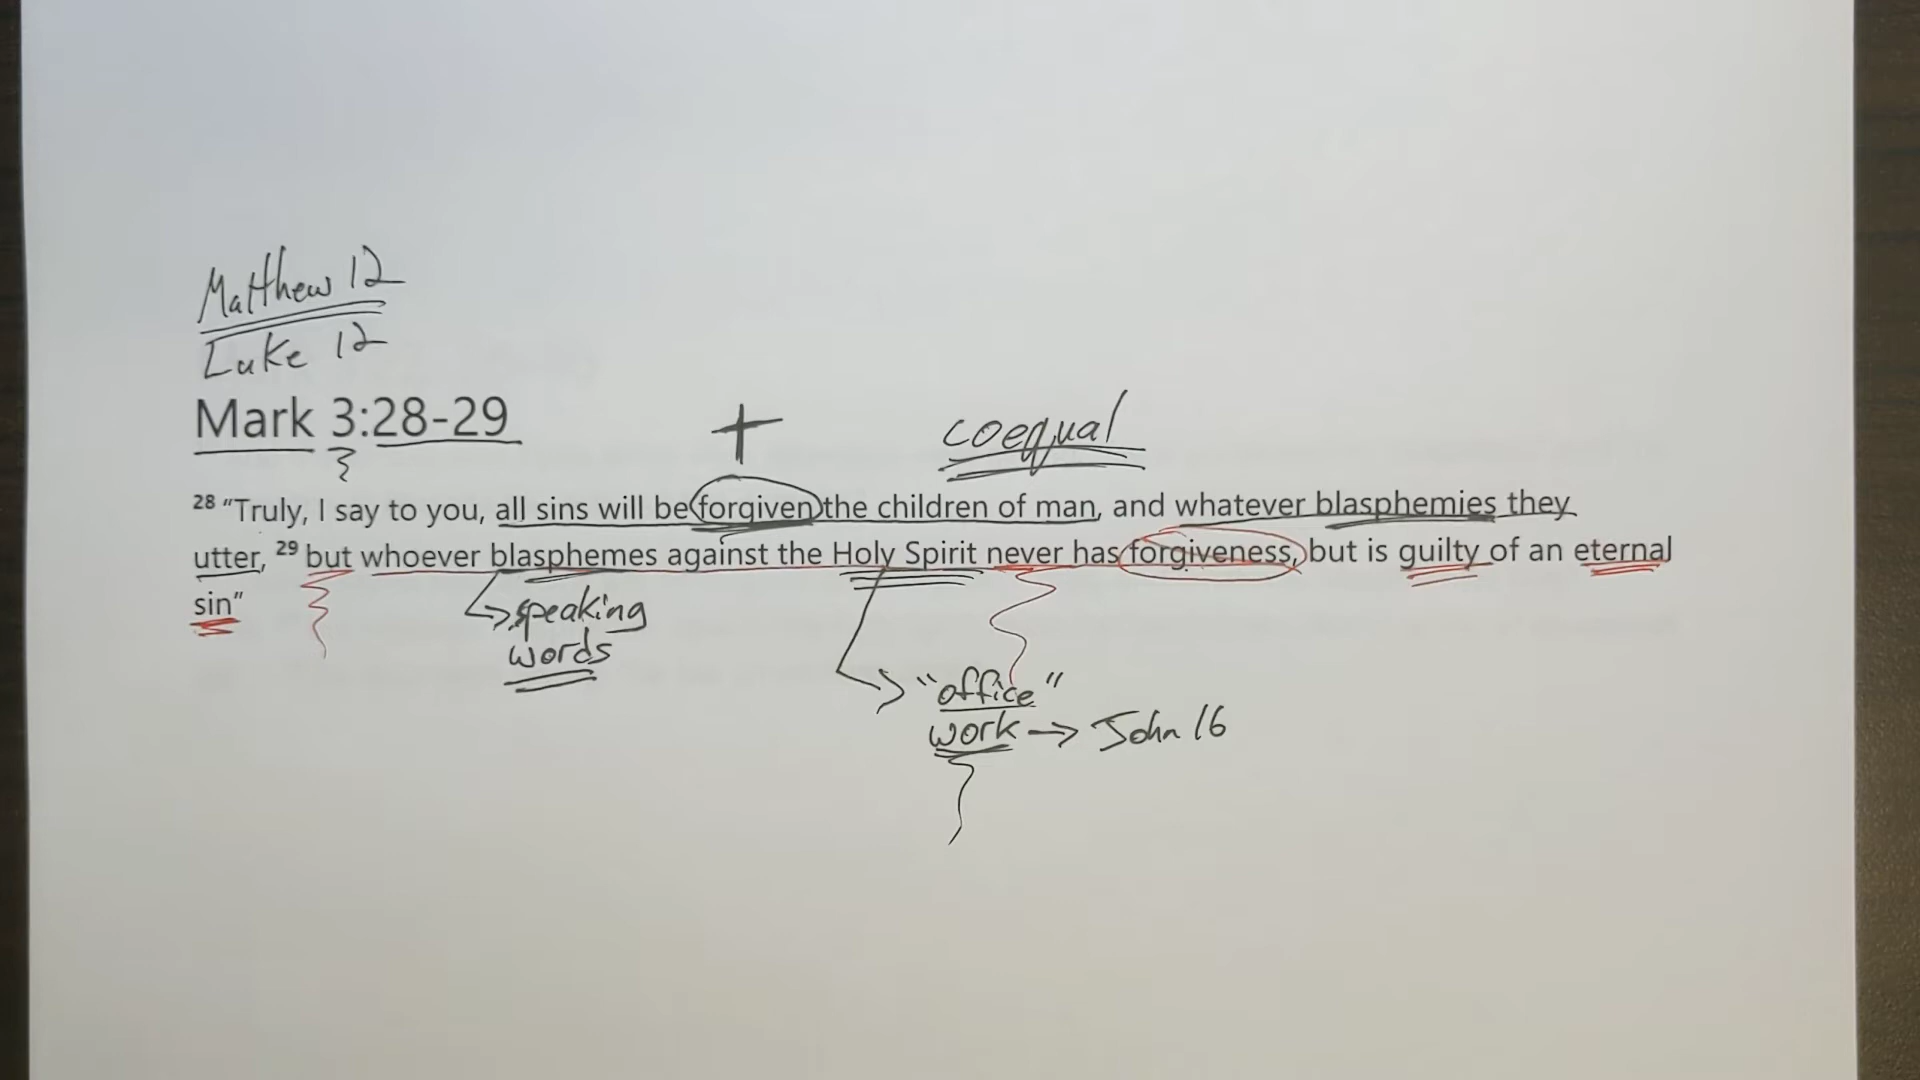 Matthew 12
Luke 12
Mark 3:28-29
+ coequal
28 "Truly, I say to you, all sins will be forgiven the children of man, and whatever blasphemies they
utter, 29 but whoever blasphemes against the Holy Spirit never has forgiveness, but is guilty of an eternal
sin"
speaking
words
"office"
work → John 16